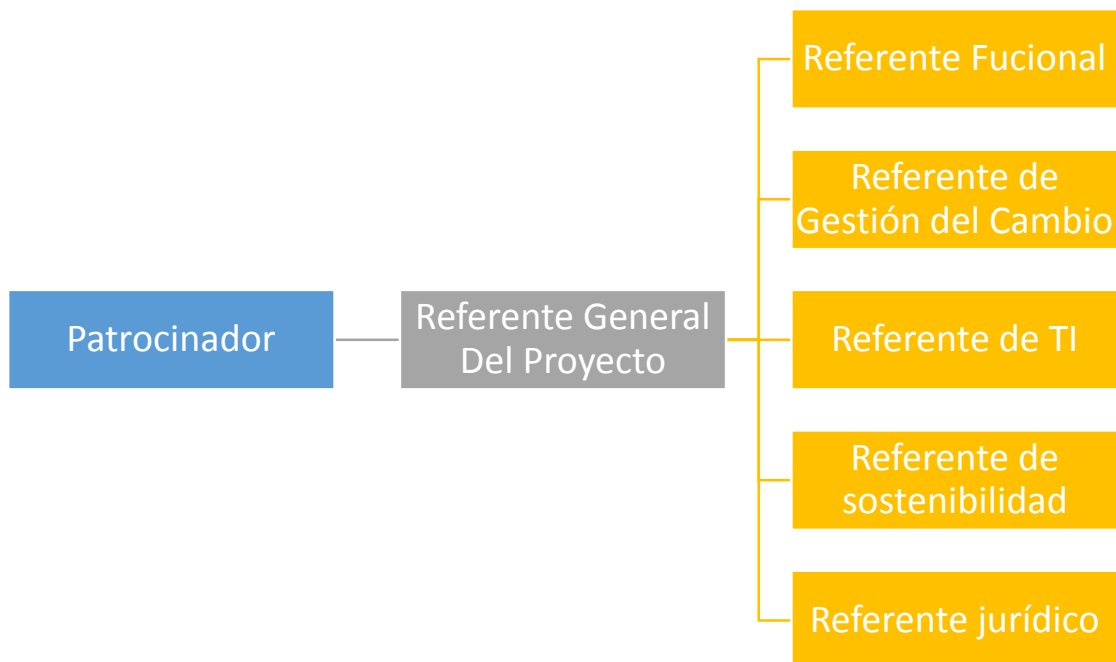 Patrocinador
Referente General
Del Proyecto
Referente Fucional
Referente de
Gestión del Cambio
Referente de TI
Referente de
sostenibilidad
Referente jurídico